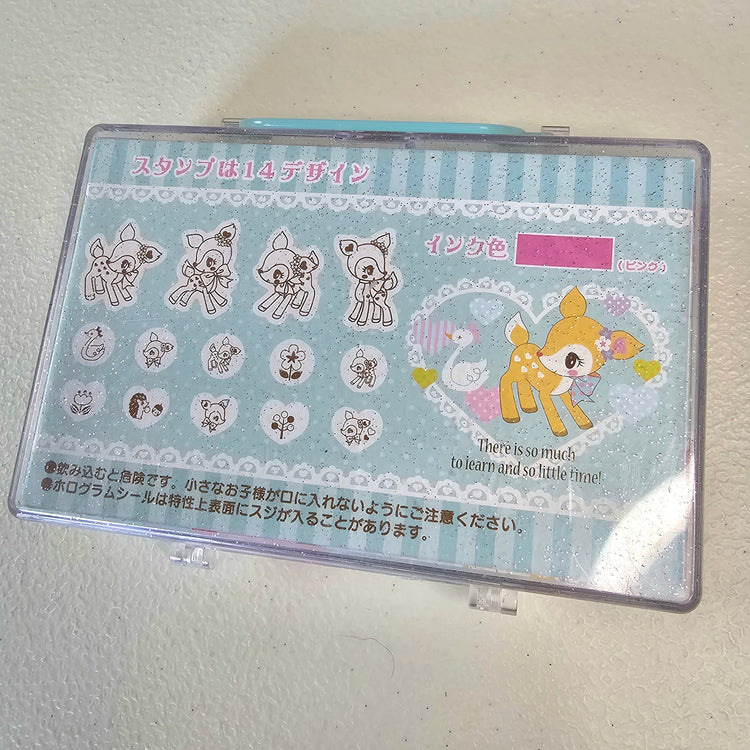 スタンプは14デザイン
インク色
(ピンク)
There is so much
to learn and so little time!
●飲み込むと危険です。小さなお子様が口に入れないようにご注意ください。
●ホログラムシールは特性上表面にスジが入ることがあります。